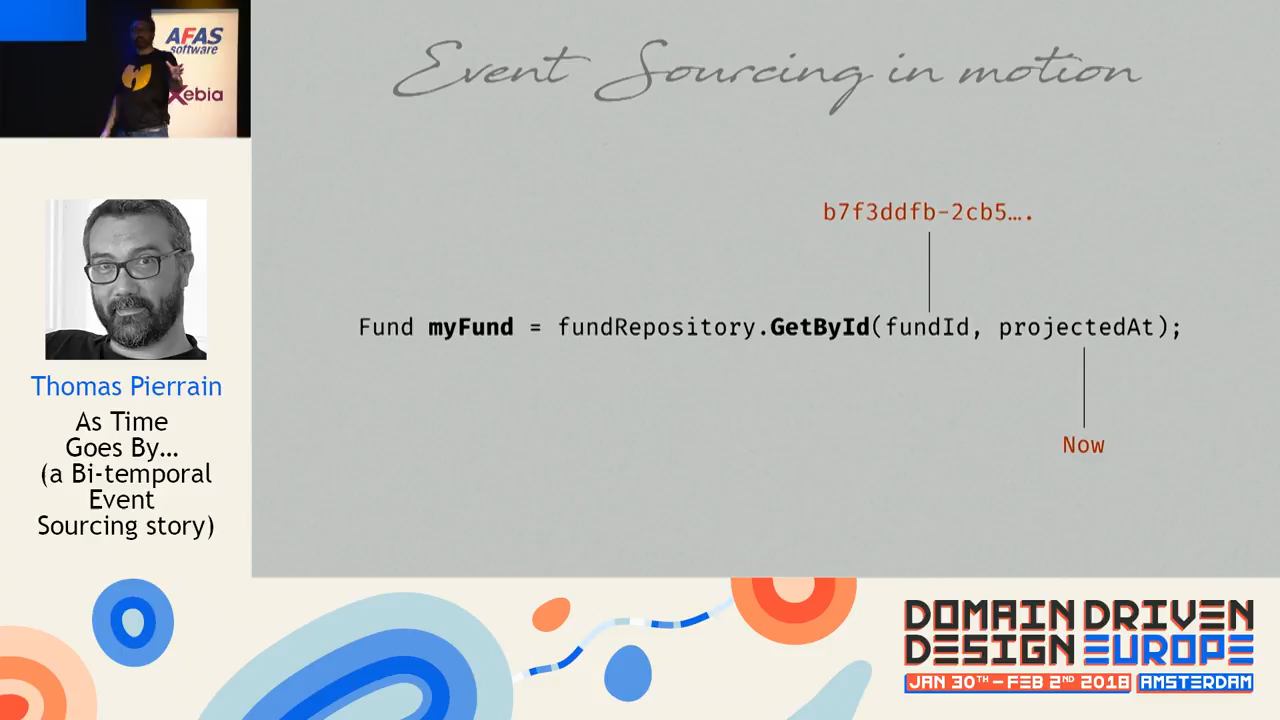 AFAS
software
Xebia
Event Sourcing in motion
b7f3ddfb-2cb5….
Fund myFund = fundRepository.GetById(fundId, projectedAt);
Now
Thomas Pierrain
As Time
Goes By…
(a Bi-temporal
Event
Sourcing story)
DOMAIN DRIVEN
DESIGN EUROPE
JAN 30TH – FEB 2ND 2018 AMSTERDAM